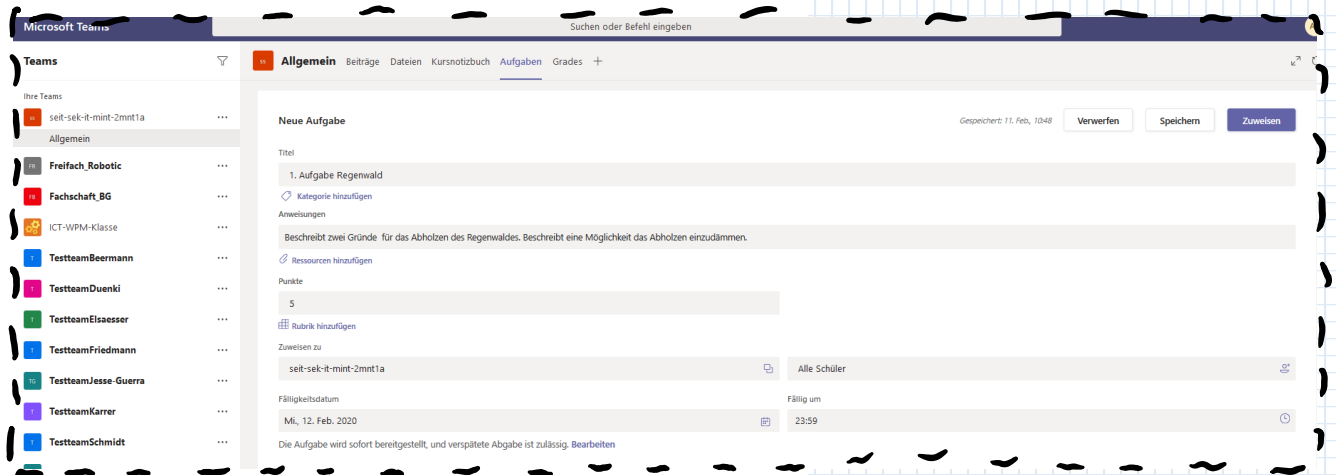 Microsoft Teams
Suchen oder Befehl eingeben
Teams
Ihre Teams
ss seit-sek-it-mint-2mnt1a
Allgemein
FR Freifach_Robotic
FB Fachschaft_BG
ICT-WPM-Klasse
T TestteamBeermann
T TestteamDuenki
T TestteamElsaesser
T TestteamFriedmann
TG TestteamJesse-Guerra
T TestteamKarrer
T TestteamSchmidt
SS Allgemein Beiträge Dateien Kursnotizbuch Aufgaben Grades
Neue Aufgabe
Gespeichert: 11. Feb., 10:48 Verwerfen Speichern Zuweisen
Titel
1. Aufgabe Regenwald
Kategorie hinzufügen
Anweisungen
Beschreibt zwei Gründe für das Abholzen des Regenwaldes. Beschreibt eine Möglichkeit das Abholzen einzudämmen.
Ressourcen hinzufügen
Punkte
5
Rubrik hinzufügen
Zuweisen zu
seit-sek-it-mint-2mnt1a Alle Schüler
Fälligkeitsdatum Fällig um
Mi., 12. Feb. 2020 23:59
Die Aufgabe wird sofort bereitgestellt, und verspätete Abgabe ist zulässig. Bearbeiten